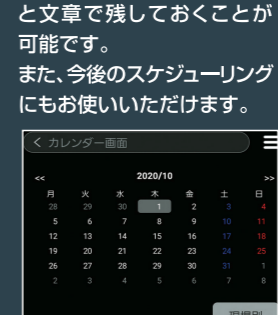 と文章で残しておくことが
可能です。
また、今後のスケジューリング
にもお使いいただけます。
< カレンダー画面
<< 2020/10 >>
月 火 水 木 金 土 日
28 29 30 1 2 3 4
5 6 7 8 9 10 11
12 13 14 15 16 17 18
19 20 21 22 23 24 25
26 27 28 29 30 31 1
2 3 4 5 6 7 8